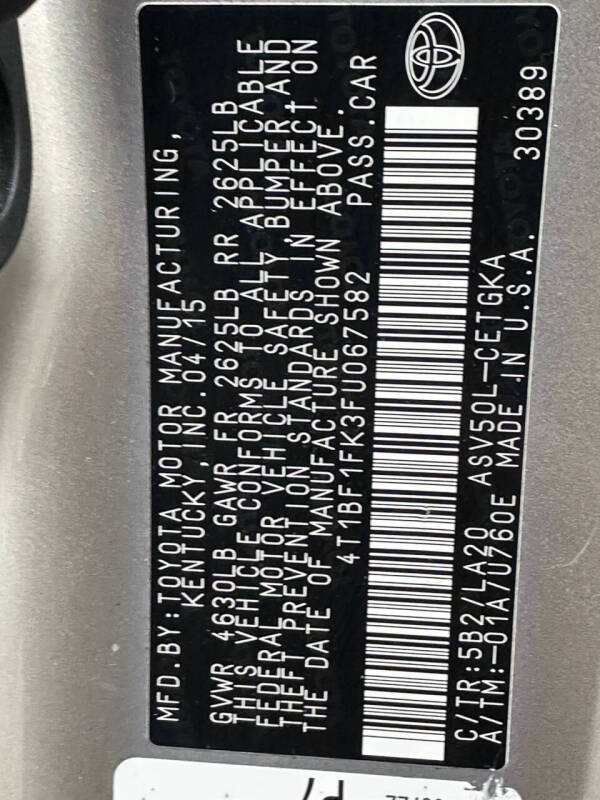 MFD.BY:TOYOTA MOTOR MANUFACTURING,
KENTUCKY, INC.04/15
GVWR 4630LB GAWR FR 2625LB RR 2625LB
THIS VEHICLE CONFORMS TO ALL APPLICABLE
FEDERAL MOTOR VEHICLE SAFETY, BUMPER AND
THEFT PREVENTION STANDARDS IN EFFECT ON
THE DATE OF MANUFACTURE SHOWN ABOVE.
4T1BF1FK3FU067582 PASS.CAR
C/TR:5B2/LA20 ASV50L-CETGKA
A/TM:-01A/U760E MADE IN U.S.A. 30389